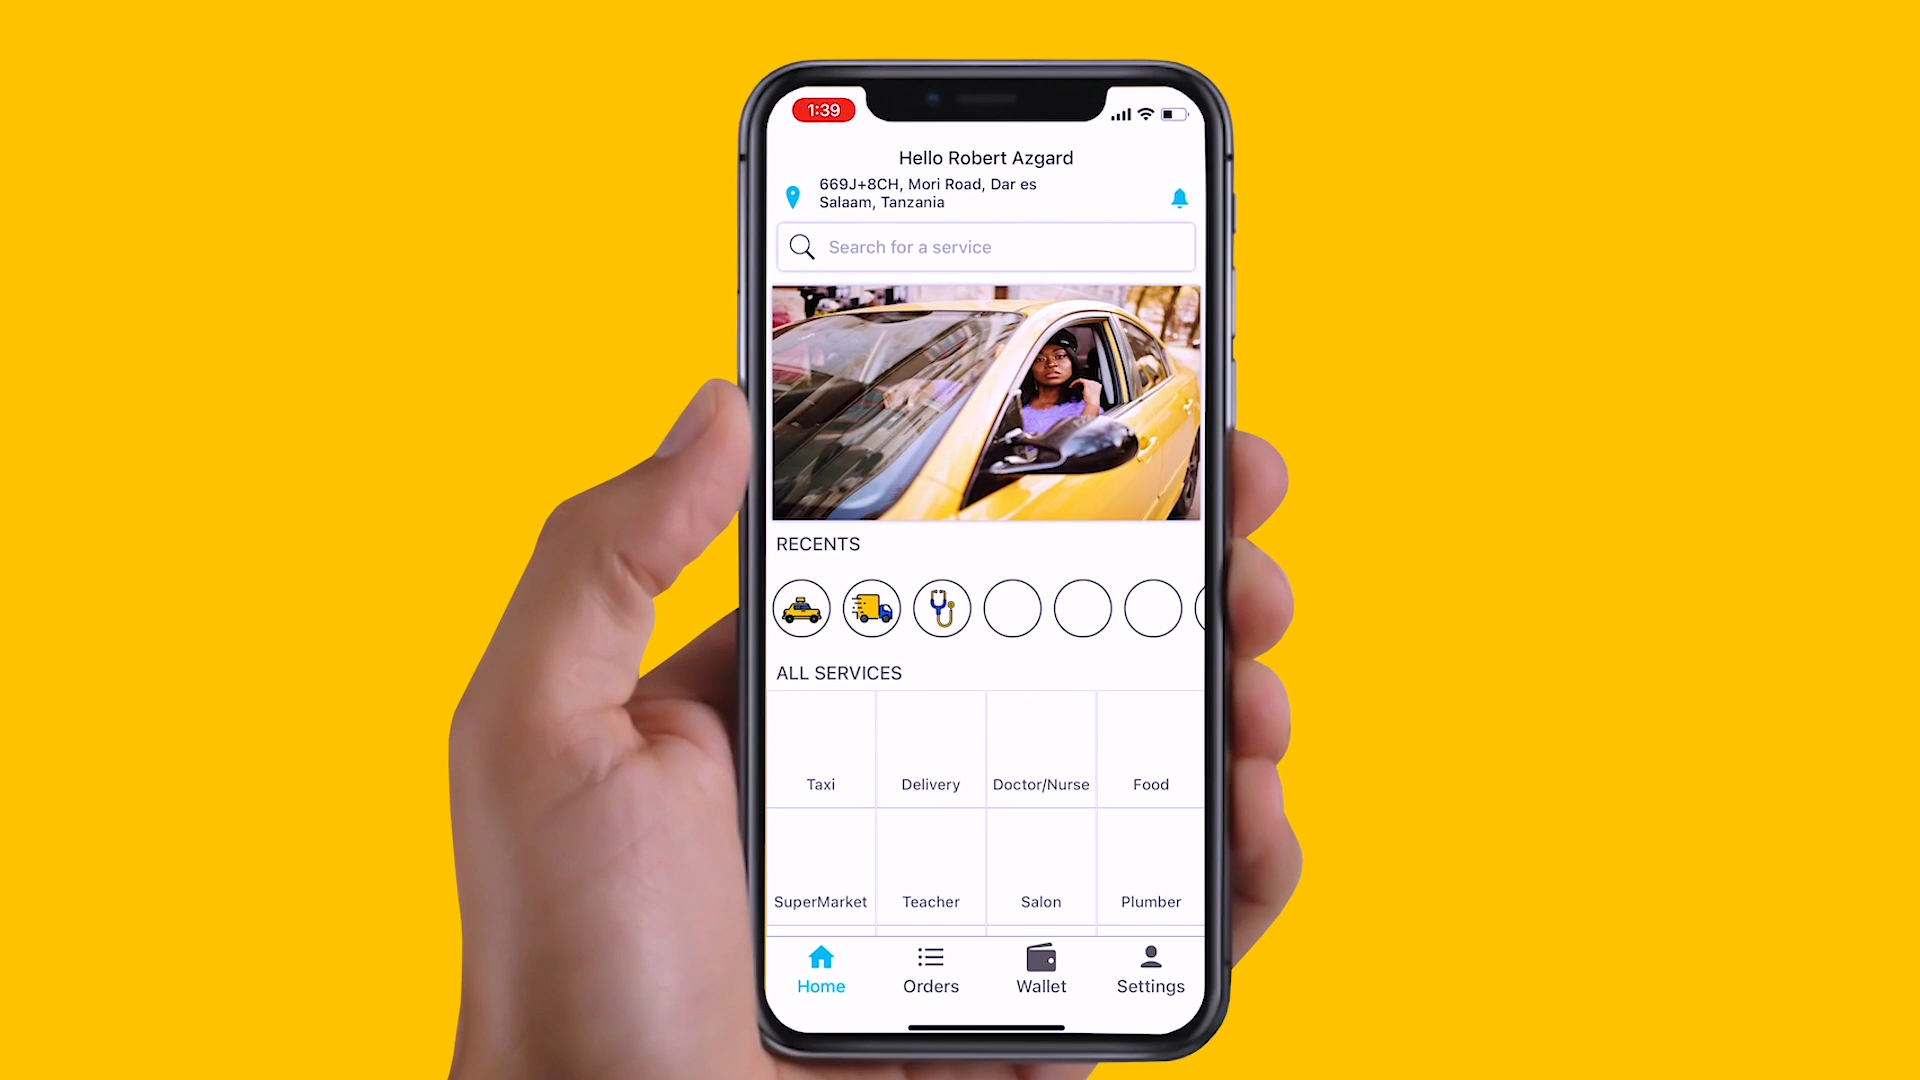 1:39
Hello Robert Azgard
669J+8CH, Mori Road, Dar es
Salaam, Tanzania
Search for a service
RECENTS
ALL SERVICES
Taxi
Delivery
Doctor/Nurse
Food
SuperMarket
Teacher
Salon
Plumber
Home
Orders
Wallet
Settings